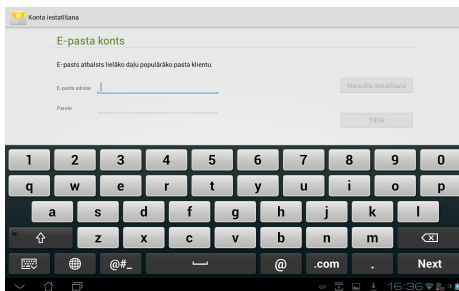 Konta iestatīšana
E-pasta konts
E-pasts atbalsts lielāko daļu populārāko pasta klientu.
E-pasta adrese
Manuāla iestatīšana
Parole
Tālāk
1 2 3 4 5 6 7 8 9 0
q w e r t y u i o p
a s d f g h j k l
z x c v b n m
@#_ @ .com . Next
16:36